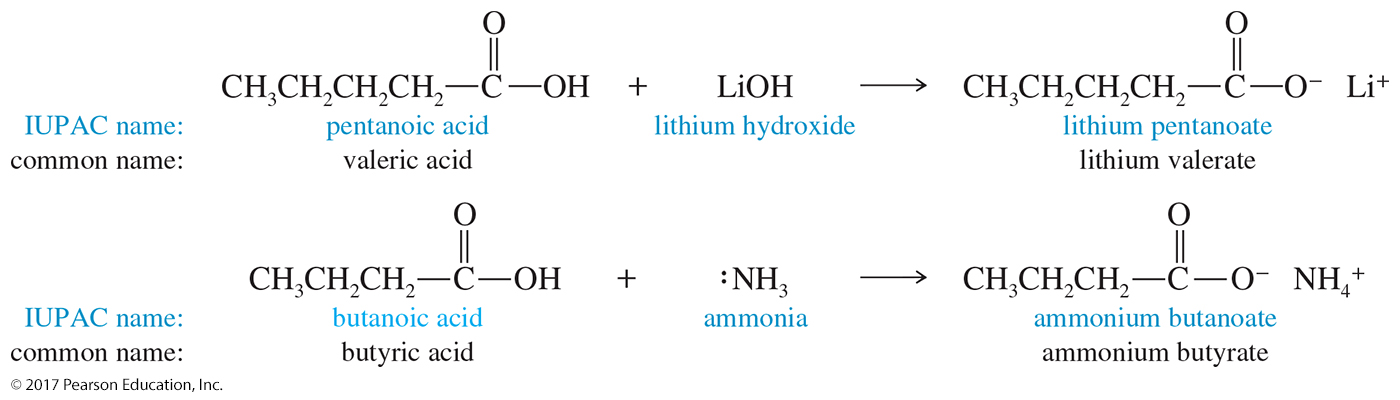 O
CH₃CH₂CH₂CH₂—C—OH + LiOH ⟶ CH₃CH₂CH₂CH₂—C—O⁻ Li⁺
O
IUPAC name: pentanoic acid lithium hydroxide lithium pentanoate
common name: valeric acid lithium valerate
O
CH₃CH₂CH₂—C—OH + :NH₃ ⟶ CH₃CH₂CH₂—C—O⁻ NH₄⁺
O
IUPAC name: butanoic acid ammonia ammonium butanoate
common name: butyric acid ammonium butyrate
© 2017 Pearson Education, Inc.